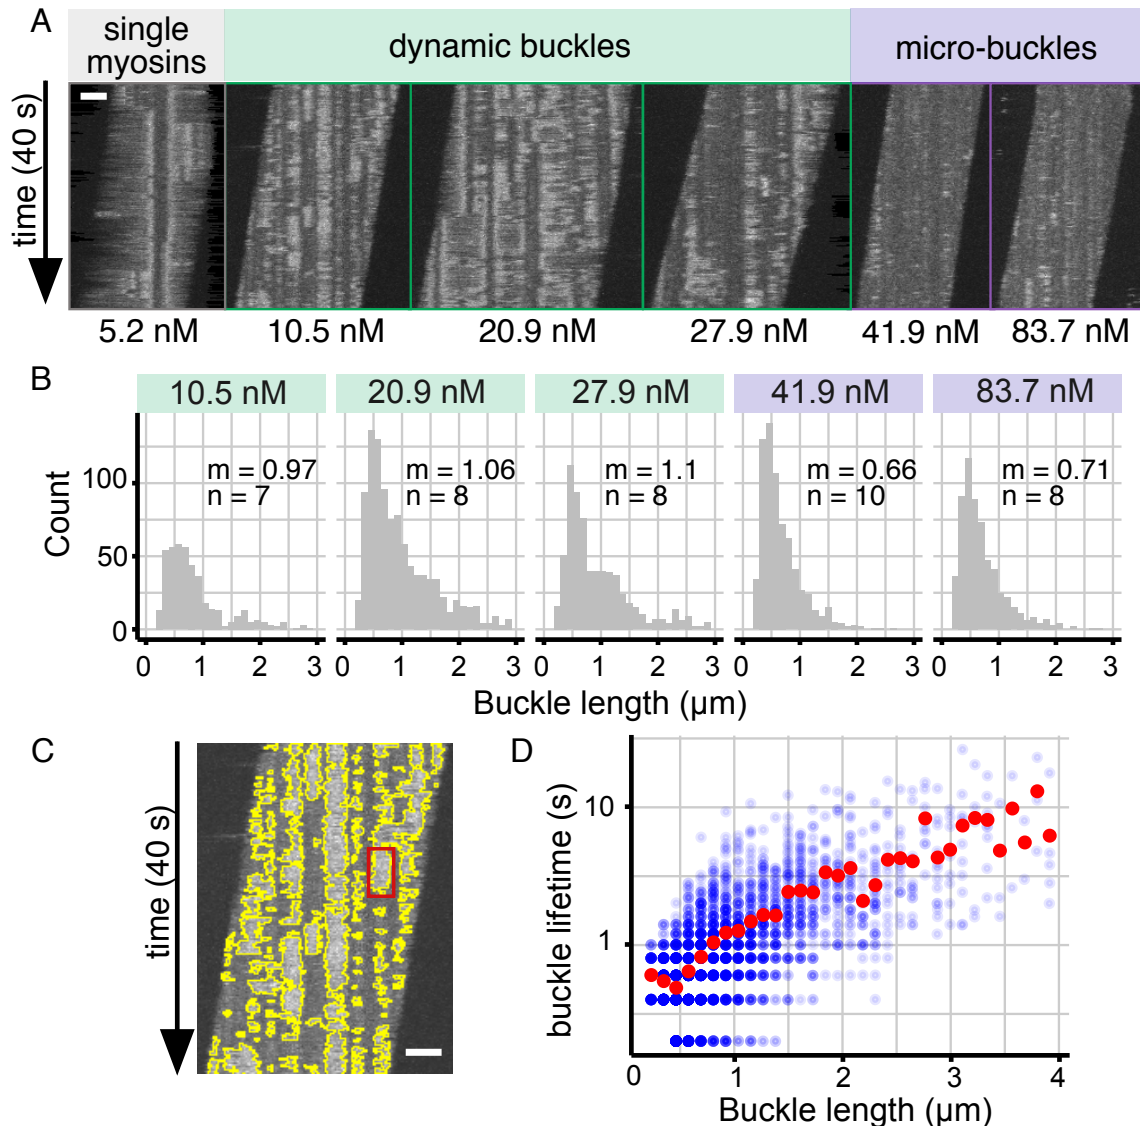 A
single
myosins
dynamic buckles
micro-buckles
time (40 s)
5.2 nM
10.5 nM
20.9 nM
27.9 nM
41.9 nM
83.7 nM
B
10.5 nM
20.9 nM
27.9 nM
41.9 nM
83.7 nM
Count
100
50
0
m = 0.97
n = 7
m = 1.06
n = 8
m = 1.1
n = 8
m = 0.66
n = 10
m = 0.71
n = 8
0 1 2 3
0 1 2 3
0 1 2 3
0 1 2 3
0 1 2 3
Buckle length (µm)
C
time (40 s)
D
buckle lifetime (s)
10
1
0 1 2 3 4
Buckle length (µm)